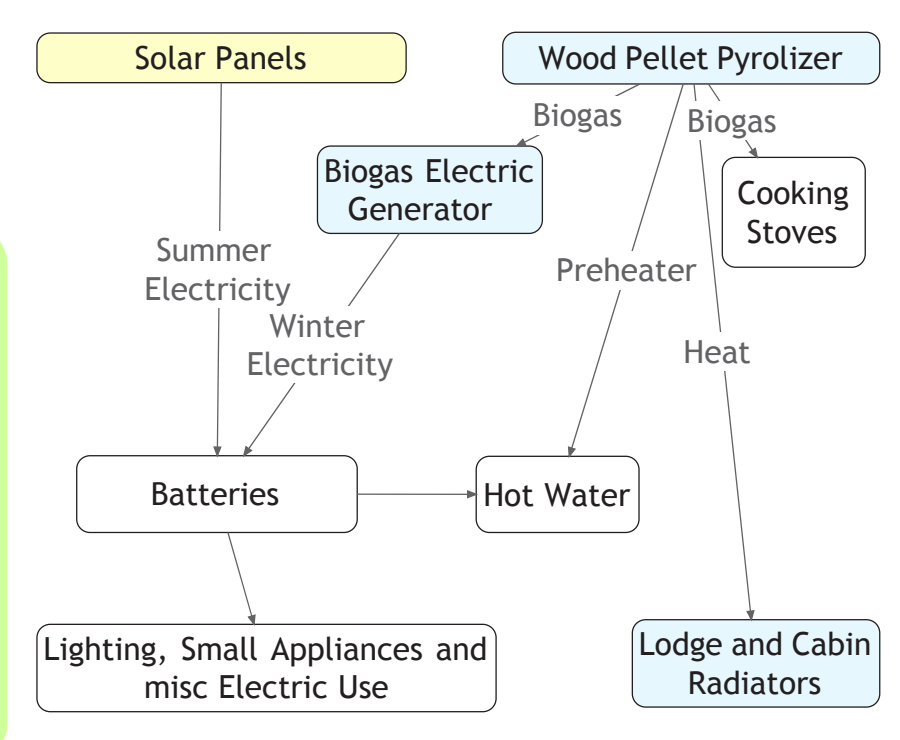 Solar Panels
Wood Pellet Pyrolizer
Biogas
Biogas
Biogas Electric
Generator
Cooking
Stoves
Summer
Electricity
Preheater
Winter
Electricity
Heat
Batteries
Hot Water
Lighting, Small Appliances and
misc Electric Use
Lodge and Cabin
Radiators